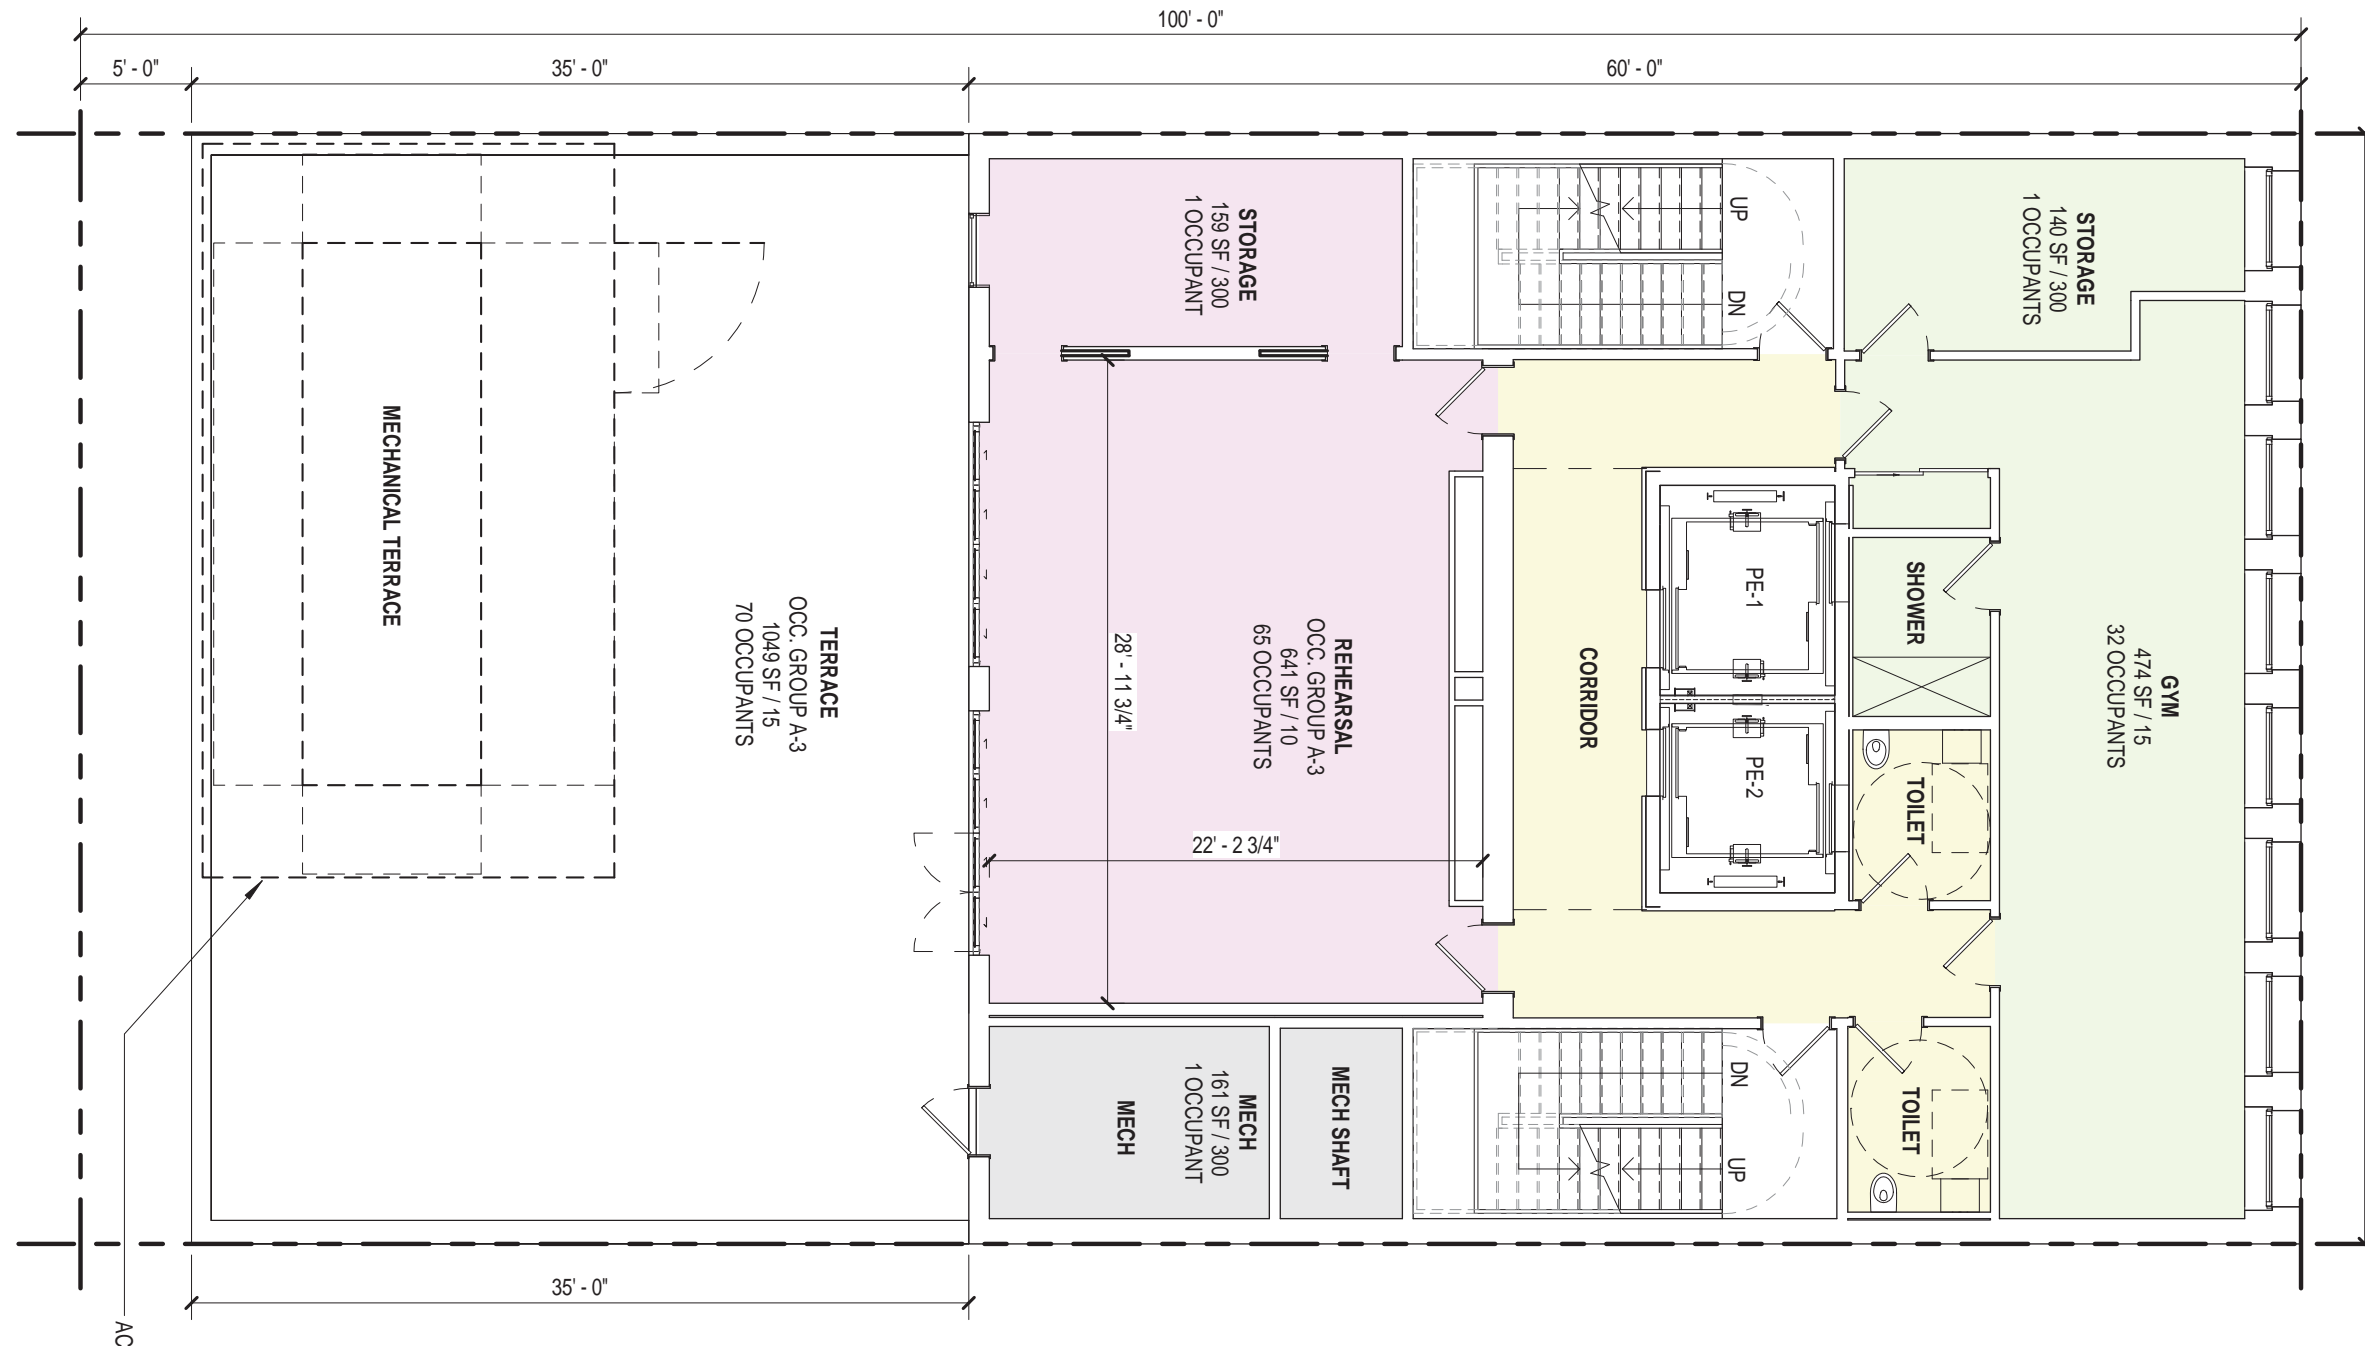 100' - 0"
5' - 0"
35' - 0"
60' - 0"
STORAGE
159 SF / 300
1 OCCUPANT
UP
DN
STORAGE
140 SF / 300
1 OCCUPANTS
MECHANICAL TERRACE
TERRACE
OCC. GROUP A-3
1049 SF / 15
70 OCCUPANTS
28' - 11 3/4"
REHEARSAL
OCC. GROUP A-3
641 SF / 10
65 OCCUPANTS
22' - 2 3/4"
CORRIDOR
PE-1
PE-2
SHOWER
TOILET
GYM
474 SF / 15
32 OCCUPANTS
MECH
MECH
161 SF / 300
1 OCCUPANT
MECH SHAFT
DN
UP
TOILET
35' - 0"
AC